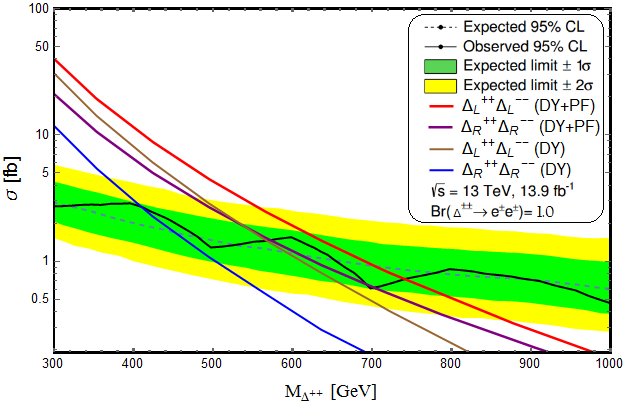 100
50
10
5
1
0.5
σ [fb]
Expected 95% CL
Observed 95% CL
Expected limit ± 1σ
Expected limit ± 2σ
Δ_L^{++}Δ_L^{--} (DY+PF)
Δ_R^{++}Δ_R^{--} (DY+PF)
Δ_L^{++}Δ_L^{--} (DY)
Δ_R^{++}Δ_R^{--} (DY)
√s = 13 TeV, 13.9 fb⁻¹
Br(Δ^{±±}→ e^{±}e^{±})= 1.0
300 400 500 600 700 800 900 1000
M_{Δ^{++}} [GeV]